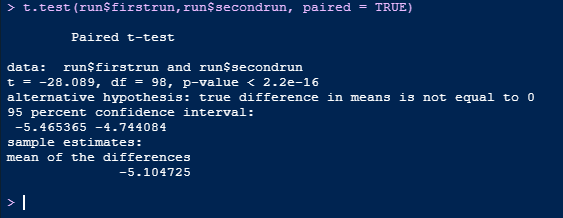 > t.test(run$firstrun,run$secondrun, paired = TRUE)
Paired t-test
data:  run$firstrun and run$secondrun
t = -28.089, df = 98, p-value < 2.2e-16
alternative hypothesis: true difference in means is not equal to 0
95 percent confidence interval:
-5.465365 -4.744084
sample estimates:
mean of the differences
-5.104725
>